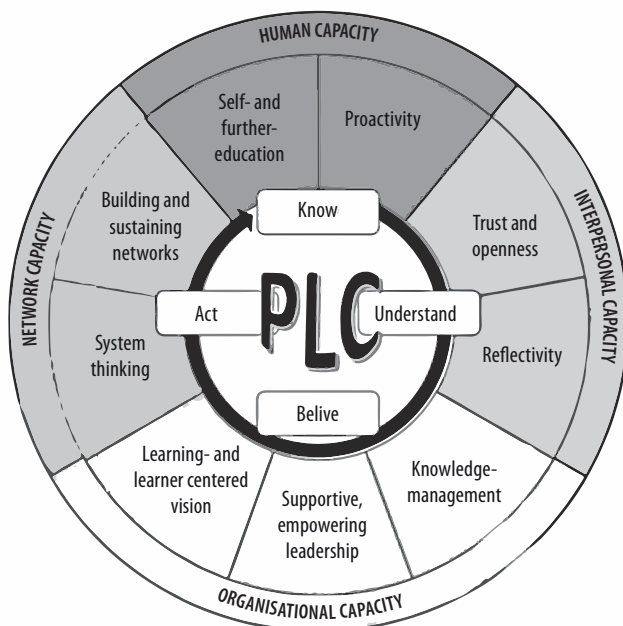 HUMAN CAPACITY
Self- and
further-
education
Proactivity
INTERPERSONAL CAPACITY
Trust and
openness
Reflectivity
ORGANISATIONAL CAPACITY
Knowledge-
management
Supportive,
empowering
leadership
Learning- and
learner centered
vision
NETWORK CAPACITY
System
thinking
Building and
sustaining
networks
Know
Understand
Belive
Act
PLC